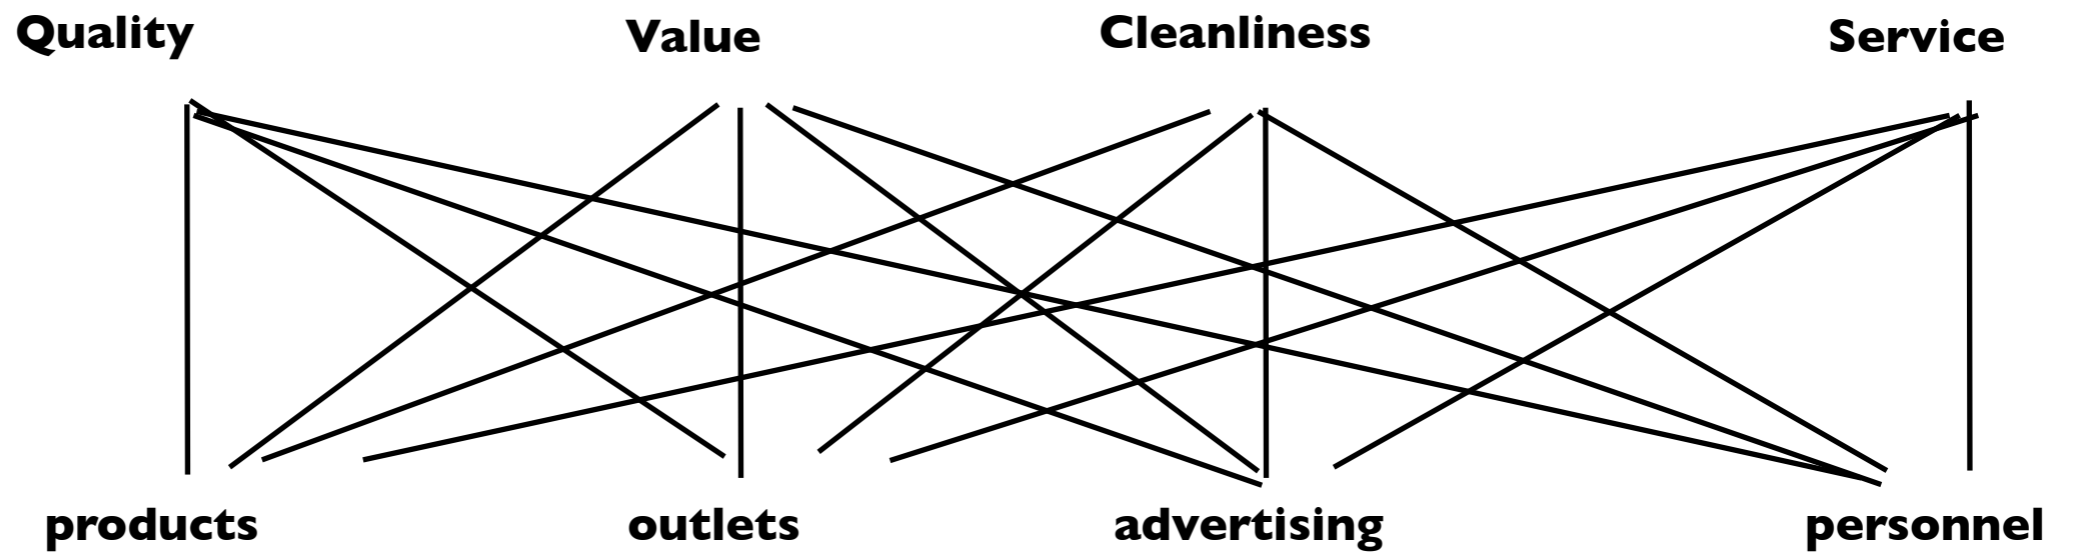 Quality Value Cleanliness Service
products outlets advertising personnel